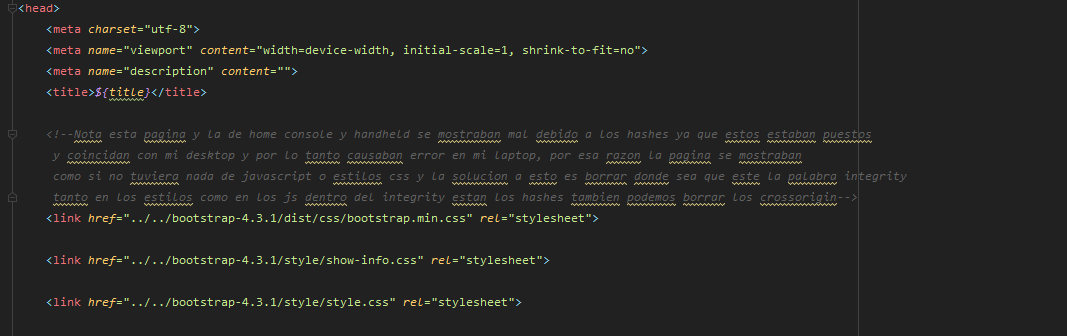 <head>
<meta charset="utf-8">
<meta name="viewport" content="width=device-width, initial-scale=1, shrink-to-fit=no">
<meta name="description" content="">
<title>${title}</title>
<!--Nota esta pagina y la de home console y handheld se mostraban mal debido a los hashes ya que estos estaban puestos
y coincidan con mi desktop y por lo tanto causaban error en mi laptop, por esa razon la pagina se mostraban
como si no tuviera nada de javascript o estilos css y la solucion a esto es borrar donde sea que este la palabra integrity
tanto en los estilos como en los js dentro del integrity estan los hashes tambien podemos borrar los crossorigin-->
<link href="../../bootstrap-4.3.1/dist/css/bootstrap.min.css" rel="stylesheet">
<link href="../../bootstrap-4.3.1/style/show-info.css" rel="stylesheet">
<link href="../../bootstrap-4.3.1/style/style.css" rel="stylesheet">